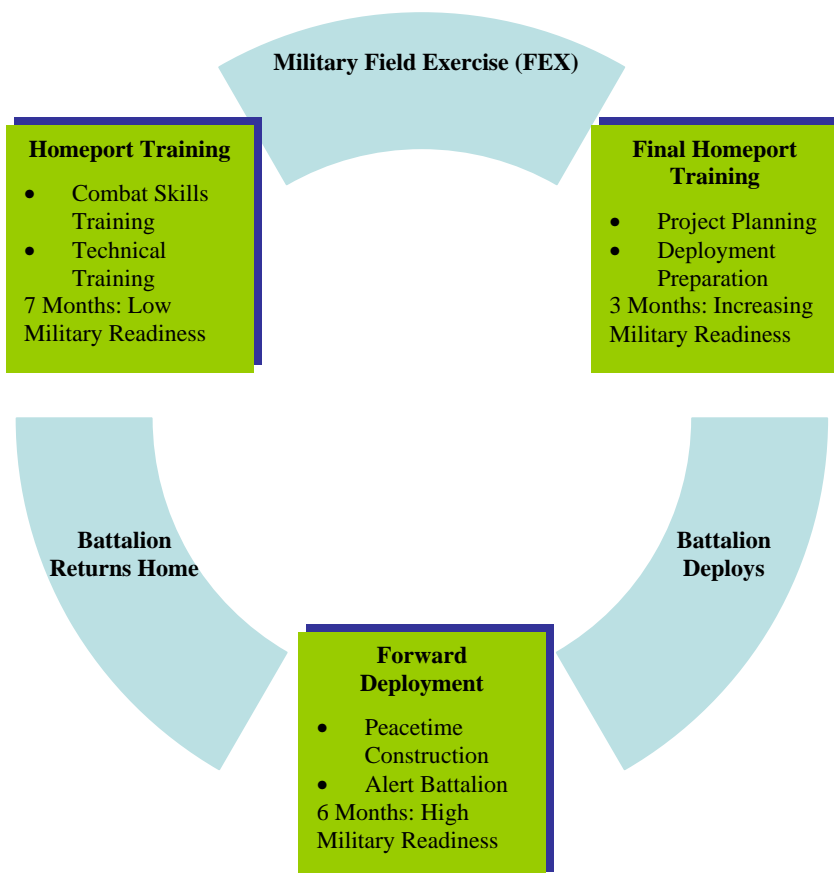 Military Field Exercise (FEX)
Homeport Training
• Combat Skills
Training
• Technical
Training
7 Months: Low
Military Readiness
Final Homeport
Training
• Project Planning
• Deployment
Preparation
3 Months: Increasing
Military Readiness
Battalion
Returns Home
Battalion
Deploys
Forward
Deployment
• Peacetime
Construction
• Alert Battalion
6 Months: High
Military Readiness